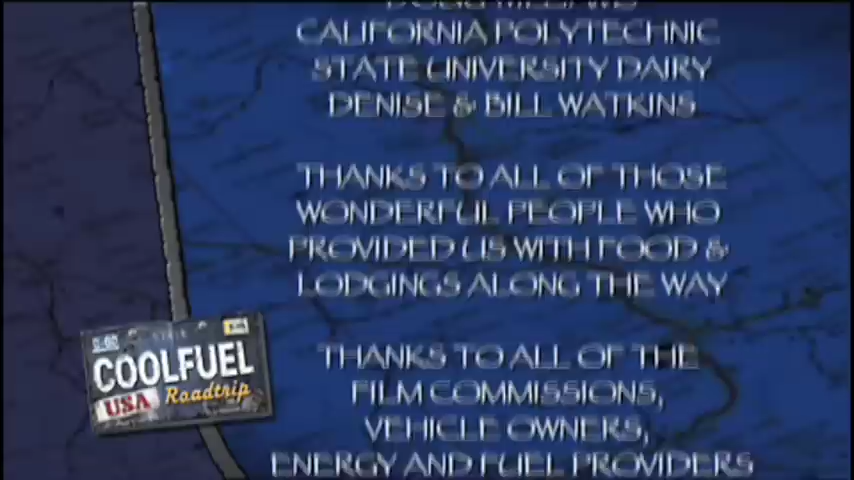 CALIFORNIA POLYTECHNIC
STATE UNIVERSITY DAIRY
DENISE & BILL WATKINS
THANKS TO ALL OF THOSE
WONDERFUL PEOPLE WHO
PROVIDED US WITH FOOD &
LODGINGS ALONG THE WAY
THANKS TO ALL OF THE
FILM COMMISSIONS,
VEHICLE OWNERS,
ENERGY AND FUEL PROVIDERS
COOLFUEL
USA Roadtrip